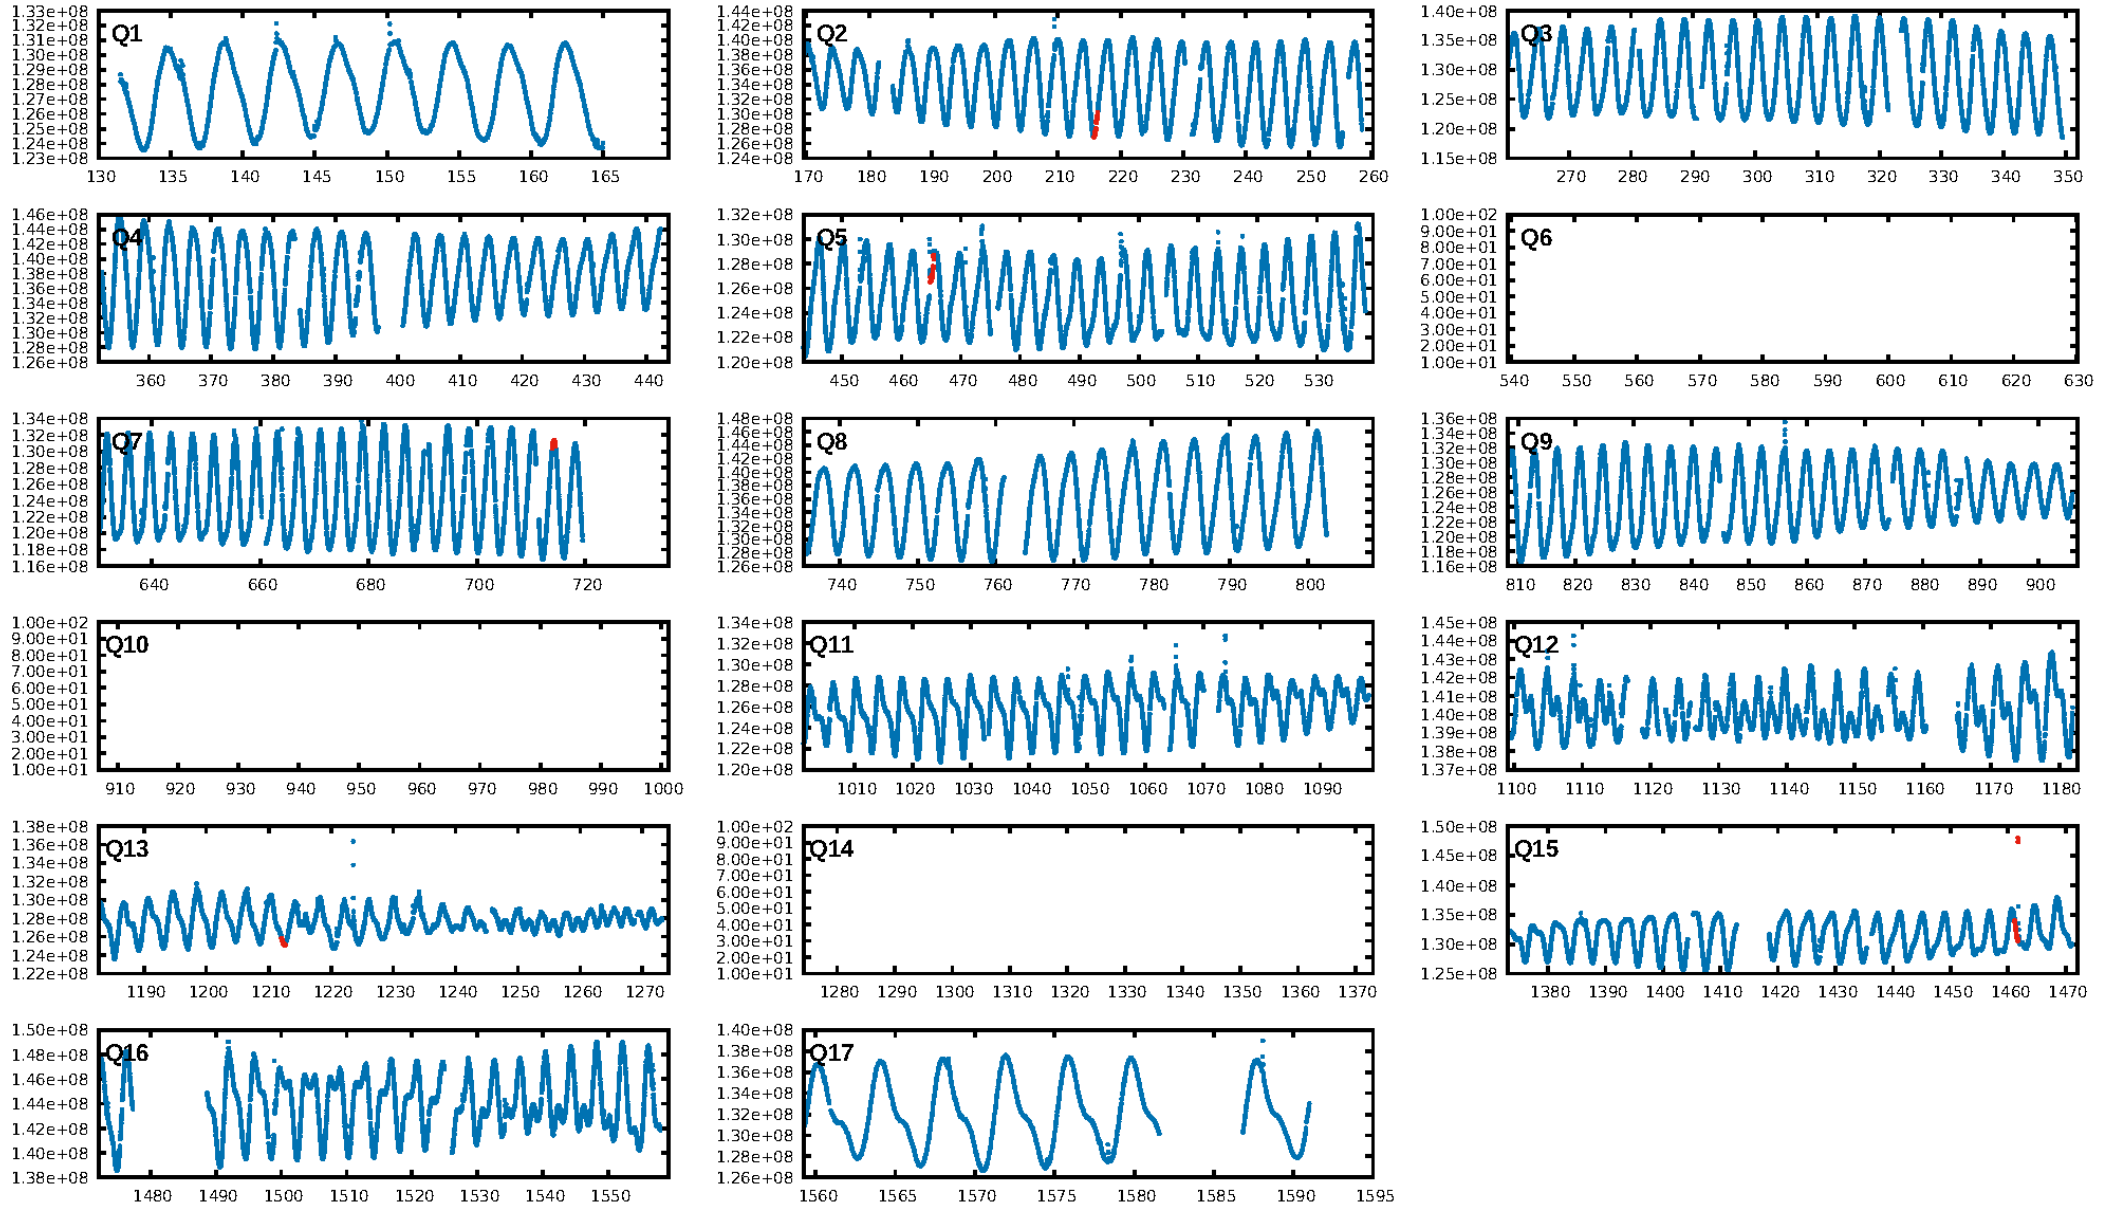 Q1
1.33e+08
1.32e+08
1.31e+08
1.30e+08
1.29e+08
1.28e+08
1.27e+08
1.26e+08
1.25e+08
1.24e+08
1.23e+08
130 135 140 145 150 155 160 165
Q2
1.44e+08
1.42e+08
1.40e+08
1.38e+08
1.36e+08
1.34e+08
1.32e+08
1.30e+08
1.28e+08
1.26e+08
1.24e+08
170 180 190 200 210 220 230 240 250 260
Q3
1.40e+08
1.35e+08
1.30e+08
1.25e+08
1.20e+08
1.15e+08
270 280 290 300 310 320 330 340 350
Q4
1.46e+08
1.44e+08
1.42e+08
1.40e+08
1.38e+08
1.36e+08
1.34e+08
1.32e+08
1.30e+08
1.28e+08
1.26e+08
360 370 380 390 400 410 420 430 440
Q5
1.32e+08
1.30e+08
1.28e+08
1.26e+08
1.24e+08
1.22e+08
1.20e+08
450 460 470 480 490 500 510 520 530
Q6
1.00e+02
9.00e+01
8.00e+01
7.00e+01
6.00e+01
5.00e+01
4.00e+01
3.00e+01
2.00e+01
1.00e+01
540 550 560 570 580 590 600 610 620 630
Q7
1.34e+08
1.32e+08
1.30e+08
1.28e+08
1.26e+08
1.24e+08
1.22e+08
1.20e+08
1.18e+08
1.16e+08
640 660 680 700 720
Q8
1.48e+08
1.46e+08
1.44e+08
1.42e+08
1.40e+08
1.38e+08
1.36e+08
1.34e+08
1.32e+08
1.30e+08
1.28e+08
1.26e+08
740 750 760 770 780 790 800
Q9
1.36e+08
1.34e+08
1.32e+08
1.30e+08
1.28e+08
1.26e+08
1.24e+08
1.22e+08
1.20e+08
1.18e+08
1.16e+08
810 820 830 840 850 860 870 880 890 900
Q10
1.00e+02
9.00e+01
8.00e+01
7.00e+01
6.00e+01
5.00e+01
4.00e+01
3.00e+01
2.00e+01
1.00e+01
910 920 930 940 950 960 970 980 990 1000
Q11
1.34e+08
1.32e+08
1.30e+08
1.28e+08
1.26e+08
1.24e+08
1.22e+08
1.20e+08
1010 1020 1030 1040 1050 1060 1070 1080 1090
Q12
1.45e+08
1.44e+08
1.43e+08
1.42e+08
1.41e+08
1.40e+08
1.39e+08
1.38e+08
1.37e+08
1100 1110 1120 1130 1140 1150 1160 1170 1180
Q13
1.38e+08
1.36e+08
1.34e+08
1.32e+08
1.30e+08
1.28e+08
1.26e+08
1.24e+08
1.22e+08
1190 1200 1210 1220 1230 1240 1250 1260 1270
Q14
1.00e+02
9.00e+01
8.00e+01
7.00e+01
6.00e+01
5.00e+01
4.00e+01
3.00e+01
2.00e+01
1.00e+01
1280 1290 1300 1310 1320 1330 1340 1350 1360 1370
Q15
1.50e+08
1.45e+08
1.40e+08
1.35e+08
1.30e+08
1.25e+08
1380 1390 1400 1410 1420 1430 1440 1450 1460 1470
Q16
1.50e+08
1.48e+08
1.46e+08
1.44e+08
1.42e+08
1.40e+08
1.38e+08
1480 1490 1500 1510 1520 1530 1540 1550
Q17
1.40e+08
1.38e+08
1.36e+08
1.34e+08
1.32e+08
1.30e+08
1.28e+08
1.26e+08
1560 1565 1570 1575 1580 1585 1590 1595